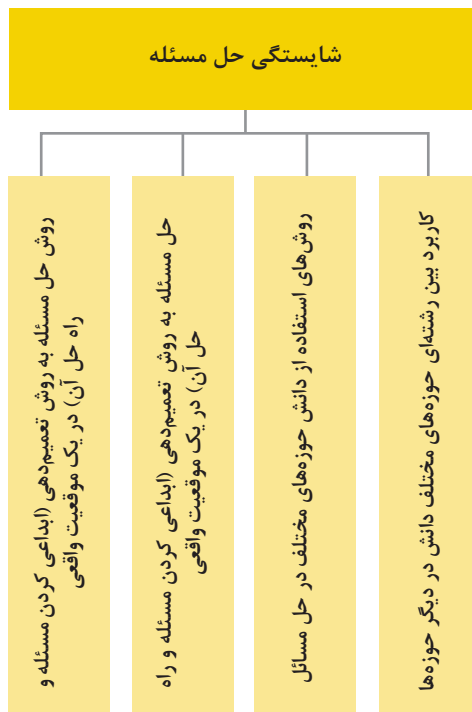 شایستگی حل مسئله
کاربرد بین رشته‌ای حوزه‌های مختلف دانش در دیگر حوزه‌ها
روش‌های استفاده از دانش حوزه‌های مختلف در حل مسائل
حل مسئله به روش تعمیم‌دهی (ابداعی کردن مسئله و راه
حل آن) در یک موقعیت واقعی
روش حل مسئله به روش تعمیم‌دهی (ابداعی کردن مسئله و
راه حل آن) در یک موقعیت واقعی